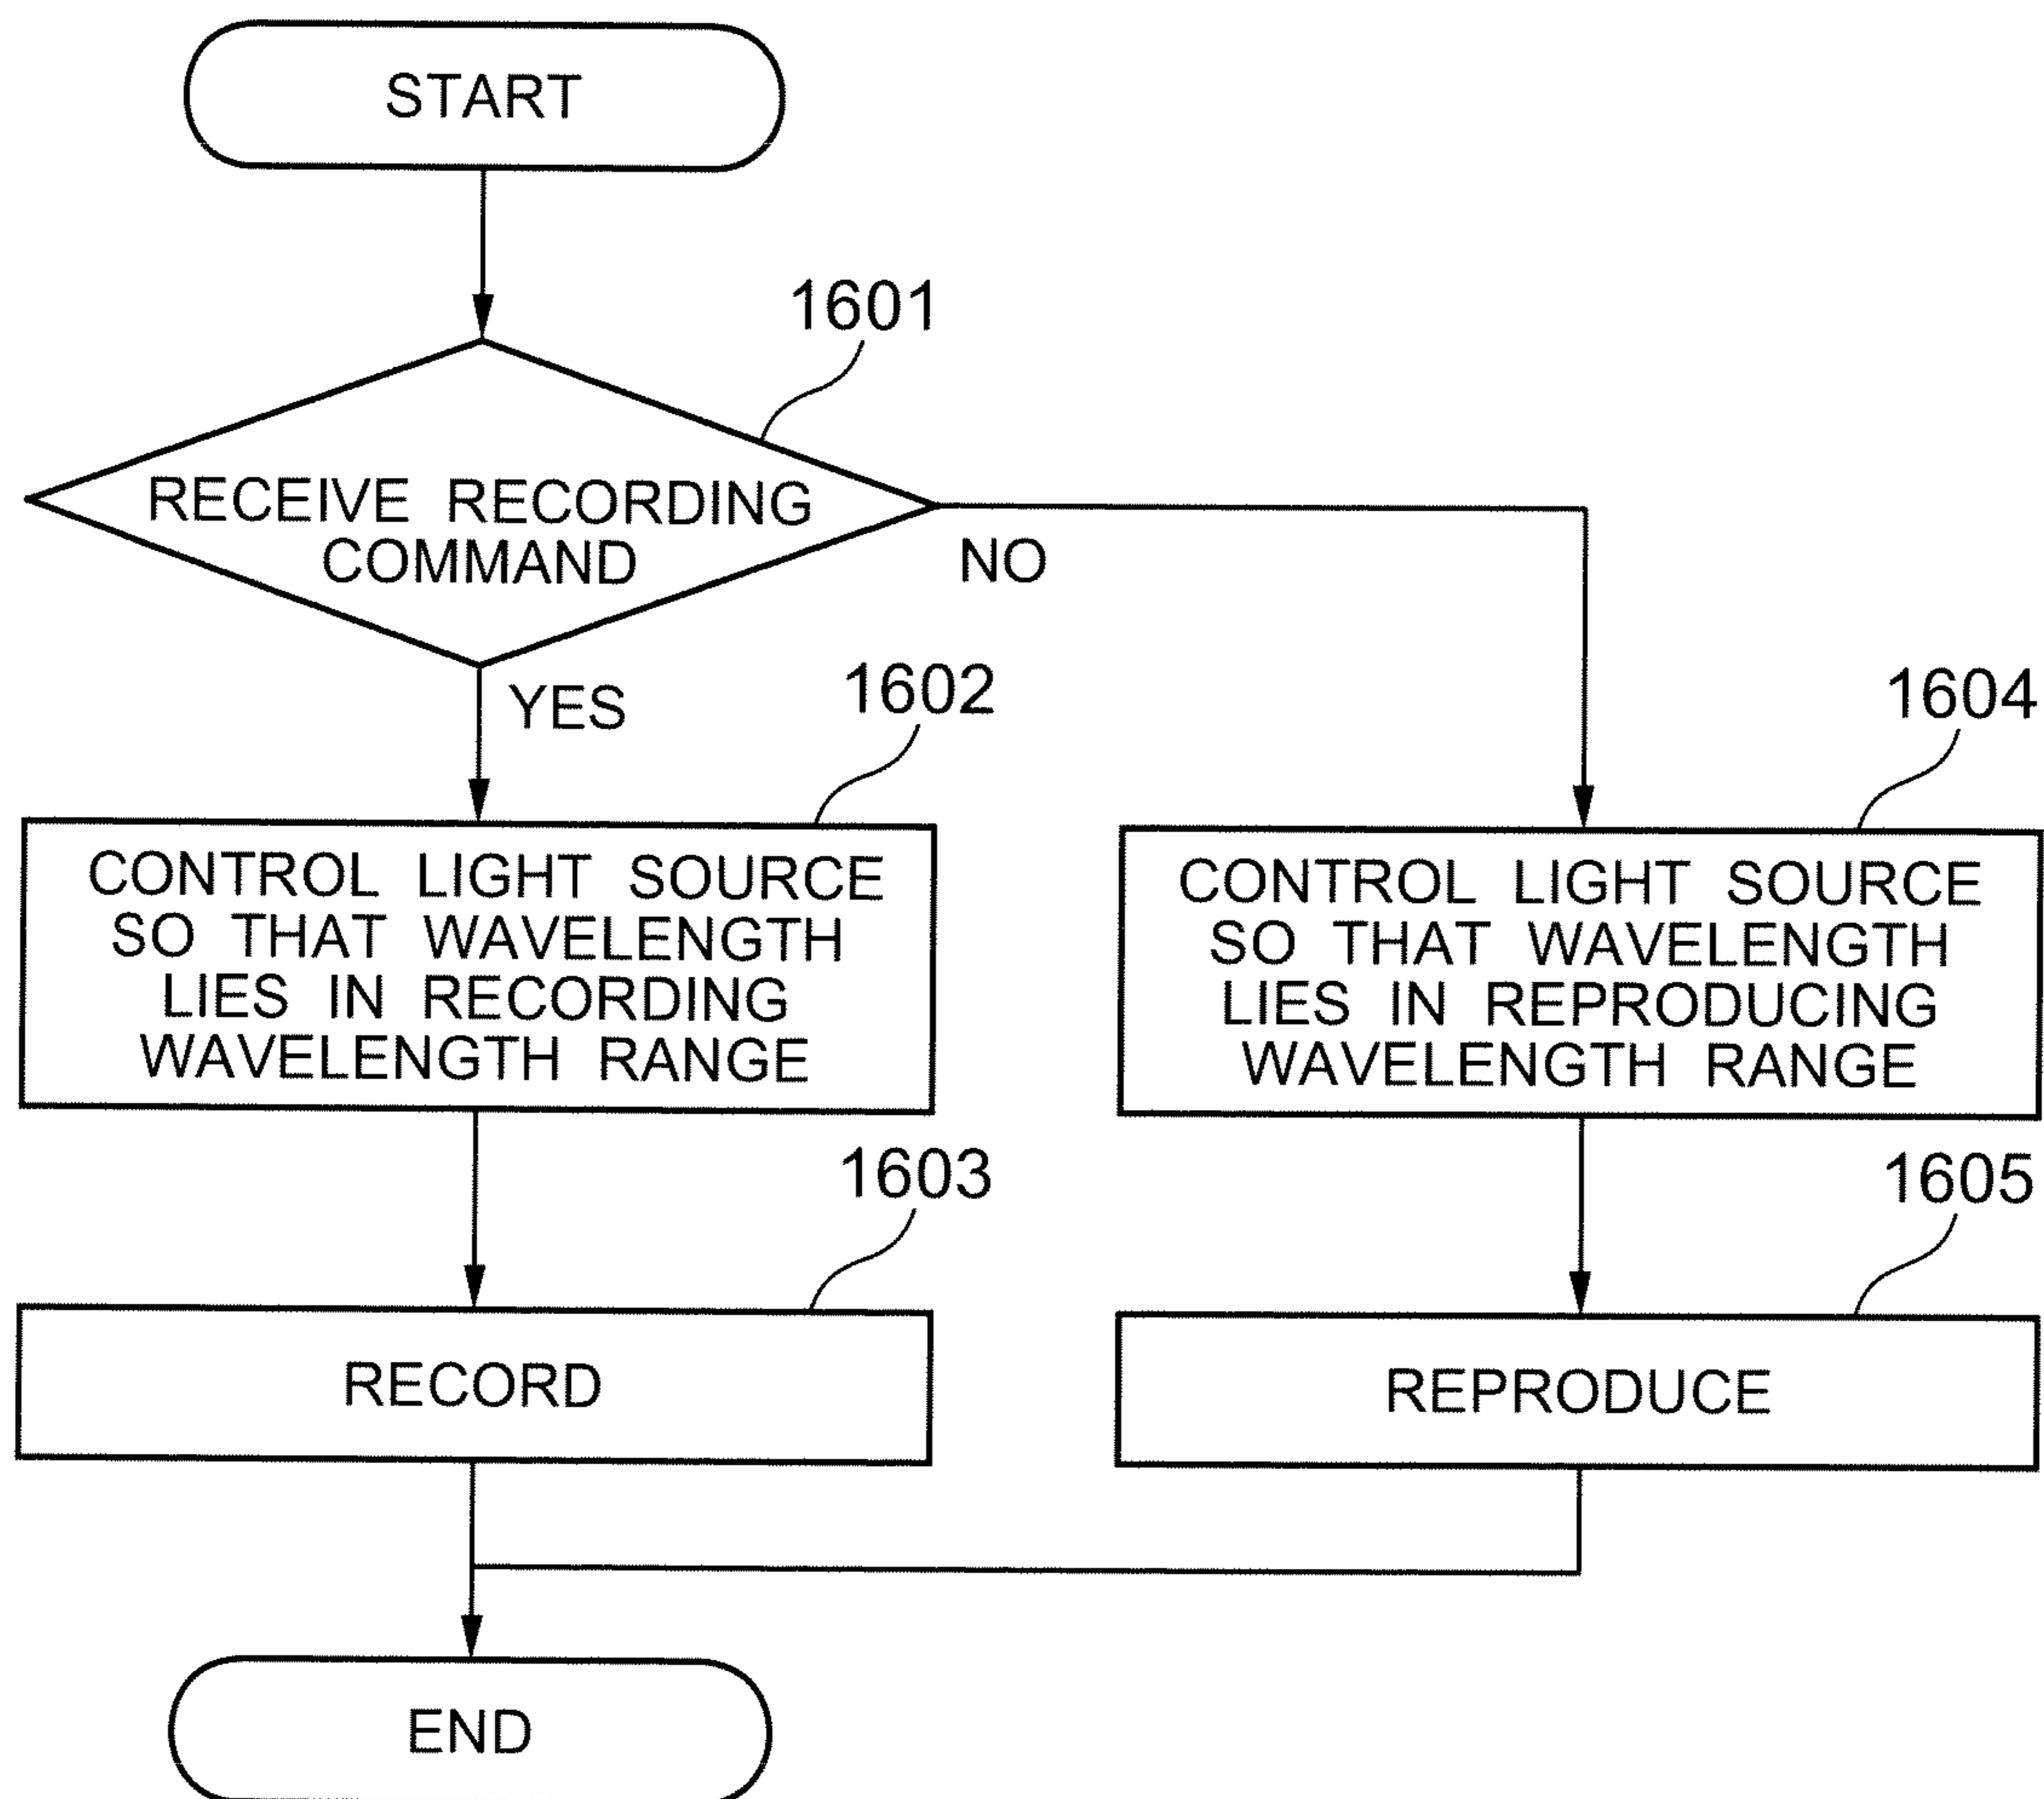 START
1601
RECEIVE RECORDING
COMMAND
NO
YES
1602
1604
CONTROL LIGHT SOURCE
SO THAT WAVELENGTH
LIES IN RECORDING
WAVELENGTH RANGE
CONTROL LIGHT SOURCE
SO THAT WAVELENGTH
LIES IN REPRODUCING
WAVELENGTH RANGE
1603
1605
RECORD
REPRODUCE
END